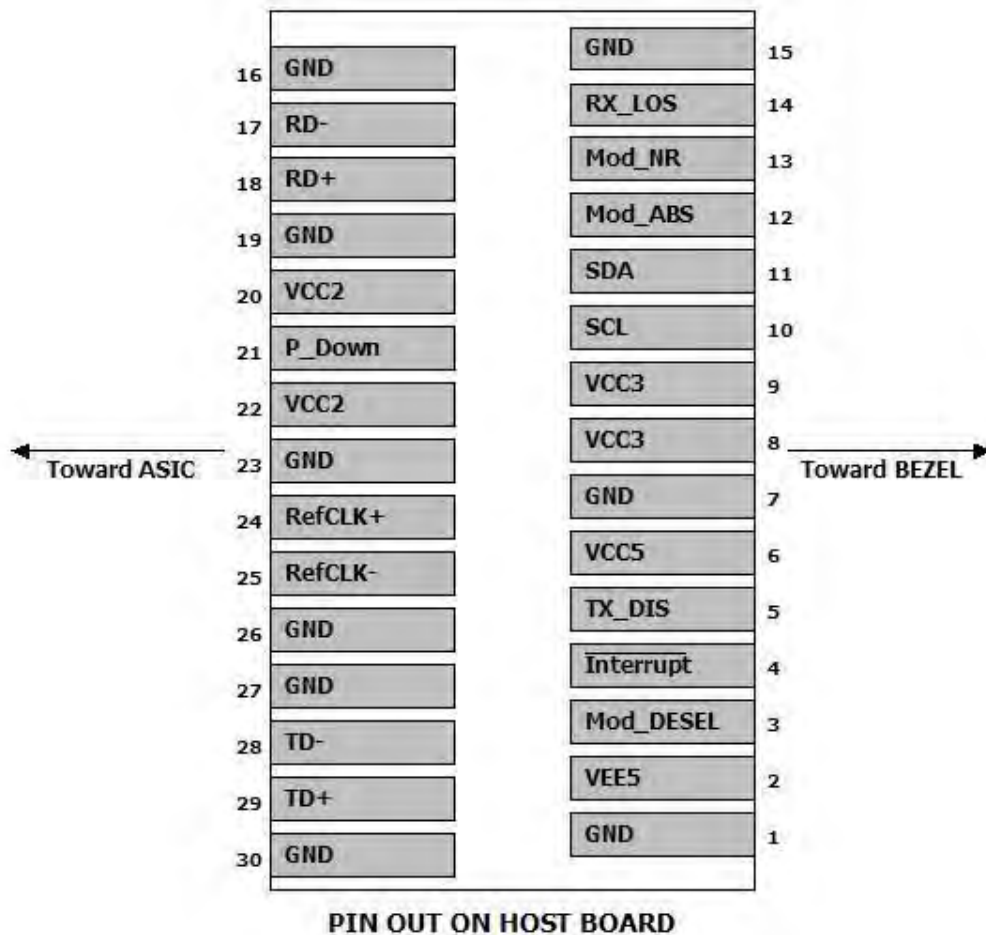 GND 15
16 GND
RX_LOS 14
17 RD-
Mod_NR 13
18 RD+
Mod_ABS 12
19 GND
SDA 11
20 VCC2
SCL 10
21 P_Down
VCC3 9
22 VCC2
VCC3 8
23 GND
Toward ASIC
Toward BEZEL
GND 7
24 RefCLK+
VCC5 6
25 RefCLK-
TX_DIS 5
26 GND
Interrupt 4
27 GND
Mod_DESEL 3
28 TD-
VEE5 2
29 TD+
GND 1
30 GND
PIN OUT ON HOST BOARD